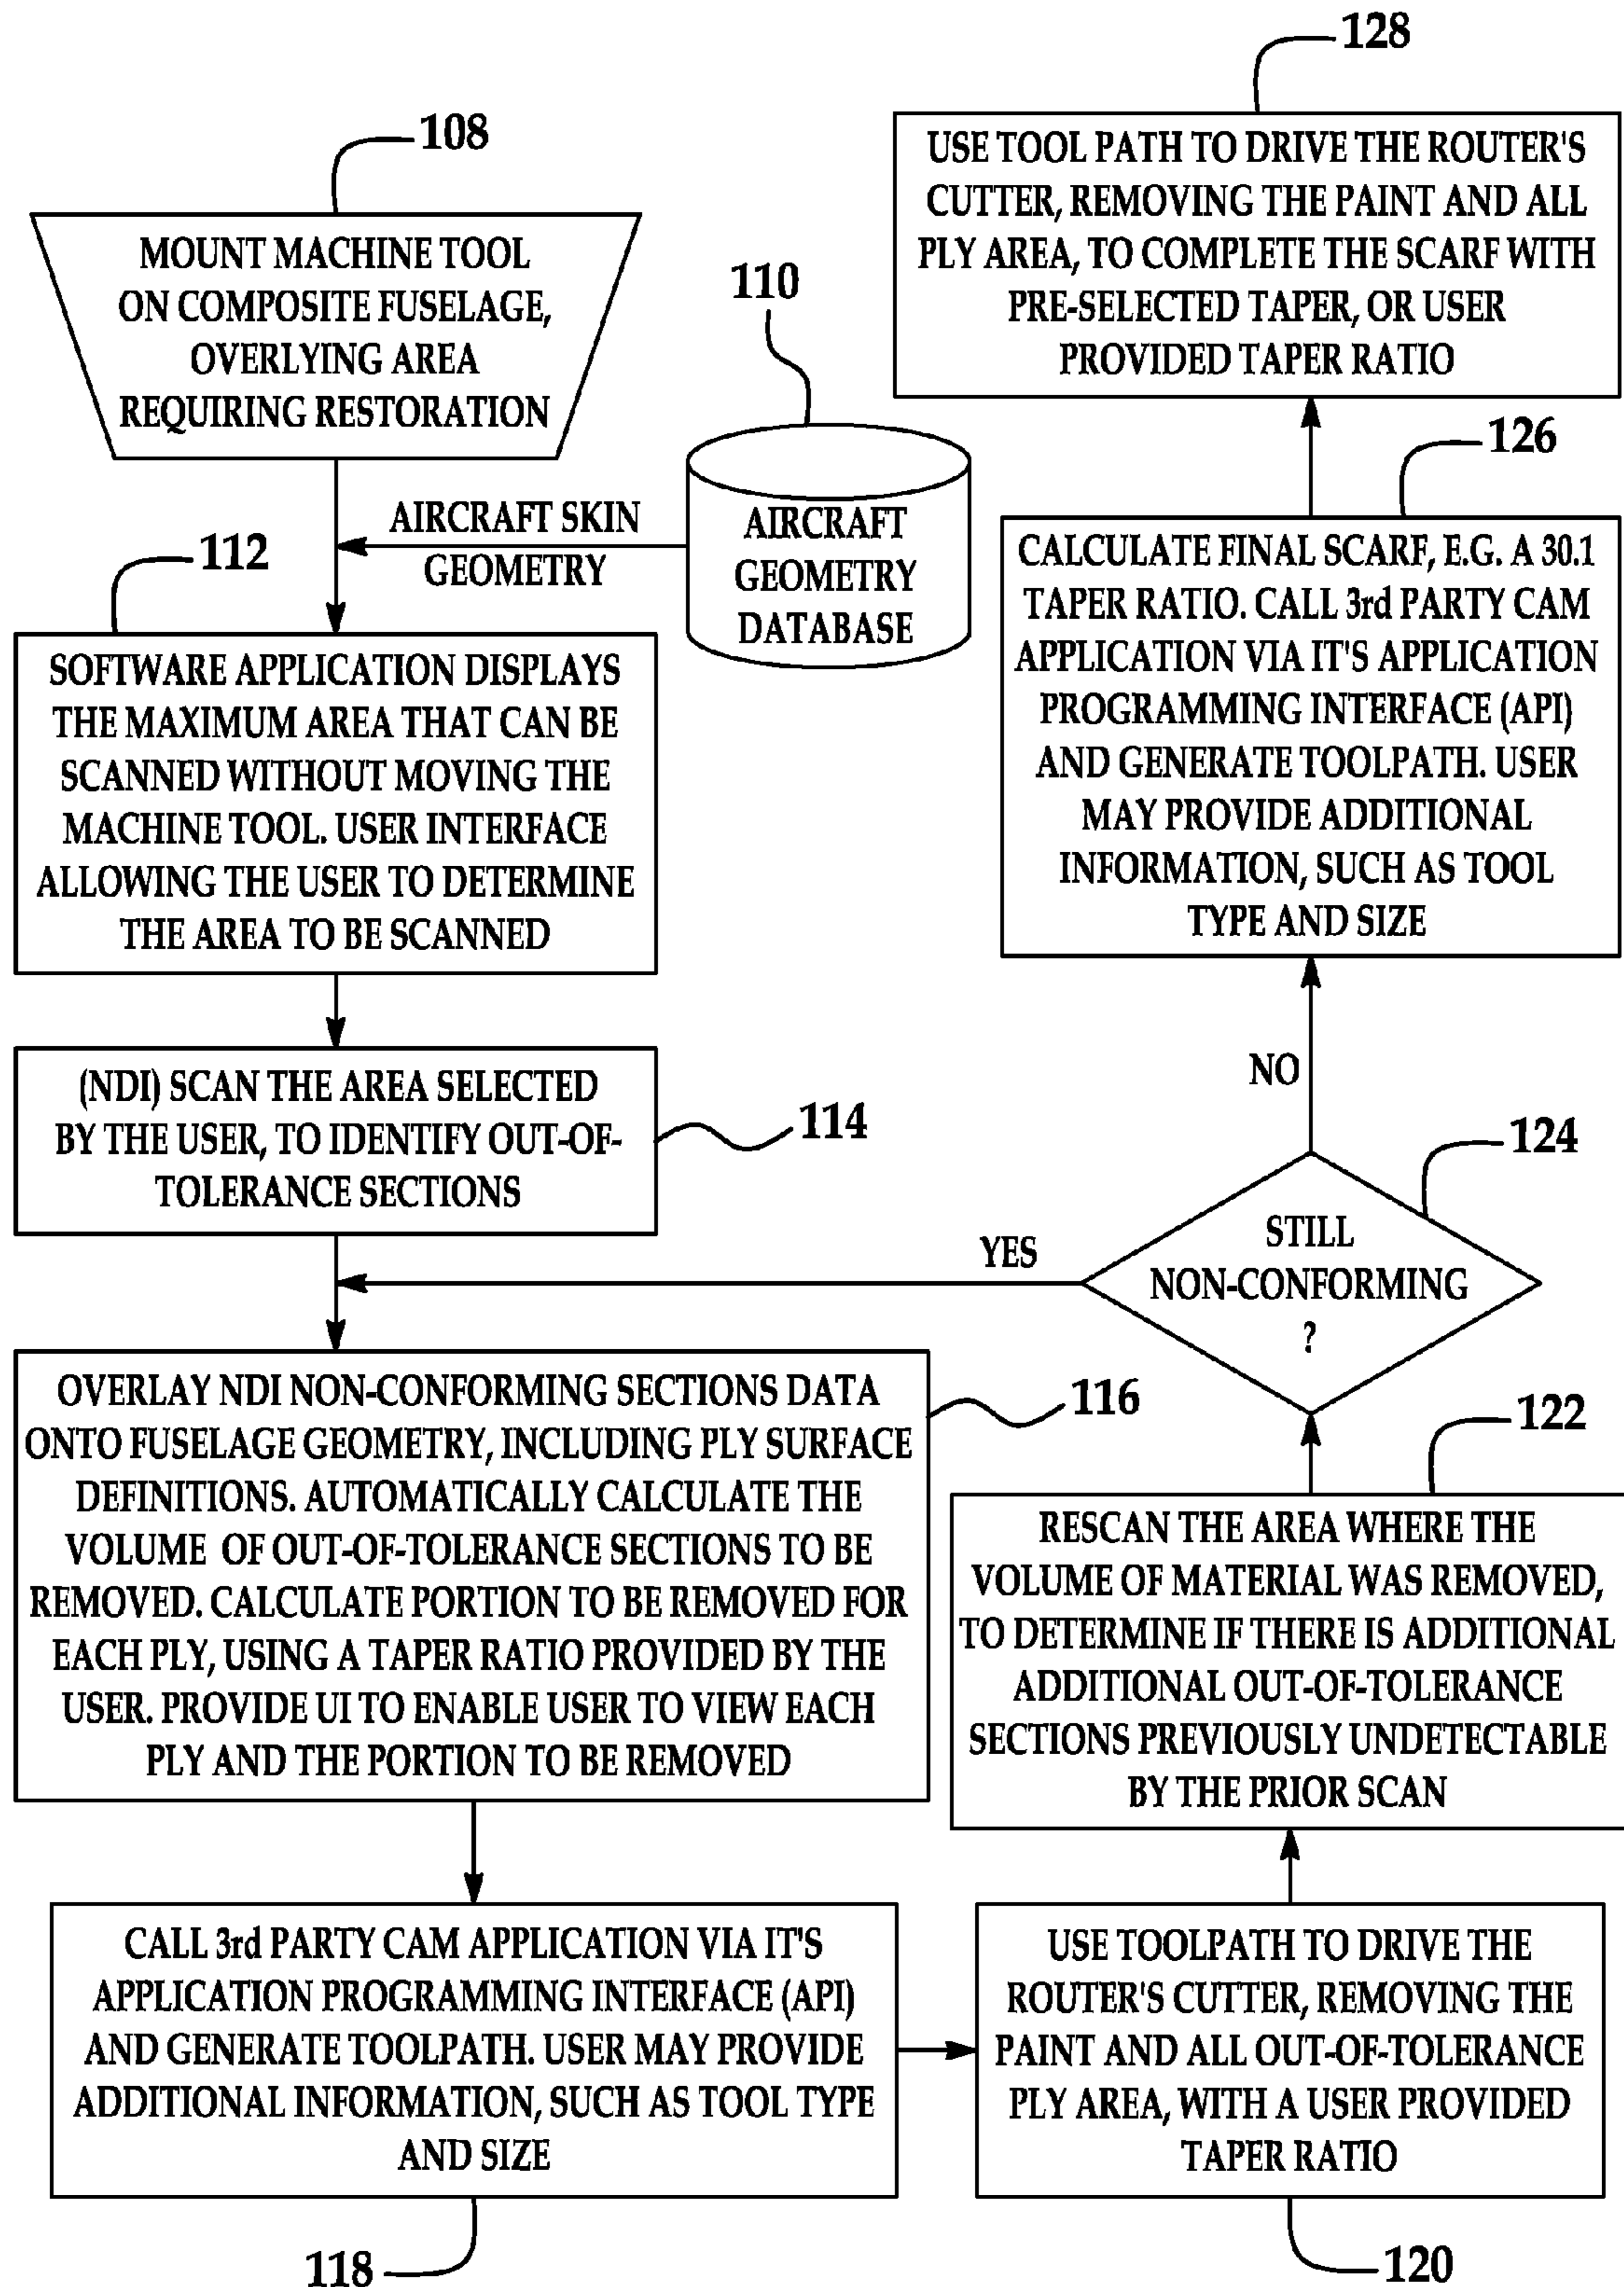 108
MOUNT MACHINE TOOL
ON COMPOSITE FUSELAGE,
OVERLYING AREA
REQUIRING RESTORATION
110
AIRCRAFT
GEOMETRY
DATABASE
AIRCRAFT SKIN
GEOMETRY
112
SOFTWARE APPLICATION DISPLAYS
THE MAXIMUM AREA THAT CAN BE
SCANNED WITHOUT MOVING THE
MACHINE TOOL. USER INTERFACE
ALLOWING THE USER TO DETERMINE
THE AREA TO BE SCANNED
(NDI) SCAN THE AREA SELECTED
BY THE USER, TO IDENTIFY OUT-OF-
TOLERANCE SECTIONS
114
OVERLAY NDI NON-CONFORMING SECTIONS DATA
ONTO FUSELAGE GEOMETRY, INCLUDING PLY SURFACE
DEFINITIONS. AUTOMATICALLY CALCULATE THE
VOLUME OF OUT-OF-TOLERANCE SECTIONS TO BE
REMOVED. CALCULATE PORTION TO BE REMOVED FOR
EACH PLY, USING A TAPER RATIO PROVIDED BY THE
USER. PROVIDE UI TO ENABLE USER TO VIEW EACH
PLY AND THE PORTION TO BE REMOVED
116
CALL 3rd PARTY CAM APPLICATION VIA IT'S
APPLICATION PROGRAMMING INTERFACE (API)
AND GENERATE TOOLPATH. USER MAY PROVIDE
ADDITIONAL INFORMATION, SUCH AS TOOL TYPE
AND SIZE
118
USE TOOLPATH TO DRIVE THE
ROUTER'S CUTTER, REMOVING THE
PAINT AND ALL OUT-OF-TOLERANCE
PLY AREA, WITH A USER PROVIDED
TAPER RATIO
120
122
RESCAN THE AREA WHERE THE
VOLUME OF MATERIAL WAS REMOVED,
TO DETERMINE IF THERE IS ADDITIONAL
ADDITIONAL OUT-OF-TOLERANCE
SECTIONS PREVIOUSLY UNDETECTABLE
BY THE PRIOR SCAN
124
STILL
NON-CONFORMING
?
YES
NO
126
CALCULATE FINAL SCARF, E.G. A 30.1
TAPER RATIO. CALL 3rd PARTY CAM
APPLICATION VIA IT'S APPLICATION
PROGRAMMING INTERFACE (API)
AND GENERATE TOOLPATH. USER
MAY PROVIDE ADDITIONAL
INFORMATION, SUCH AS TOOL
TYPE AND SIZE
128
USE TOOL PATH TO DRIVE THE ROUTER'S
CUTTER, REMOVING THE PAINT AND ALL
PLY AREA, TO COMPLETE THE SCARF WITH
PRE-SELECTED TAPER, OR USER
PROVIDED TAPER RATIO